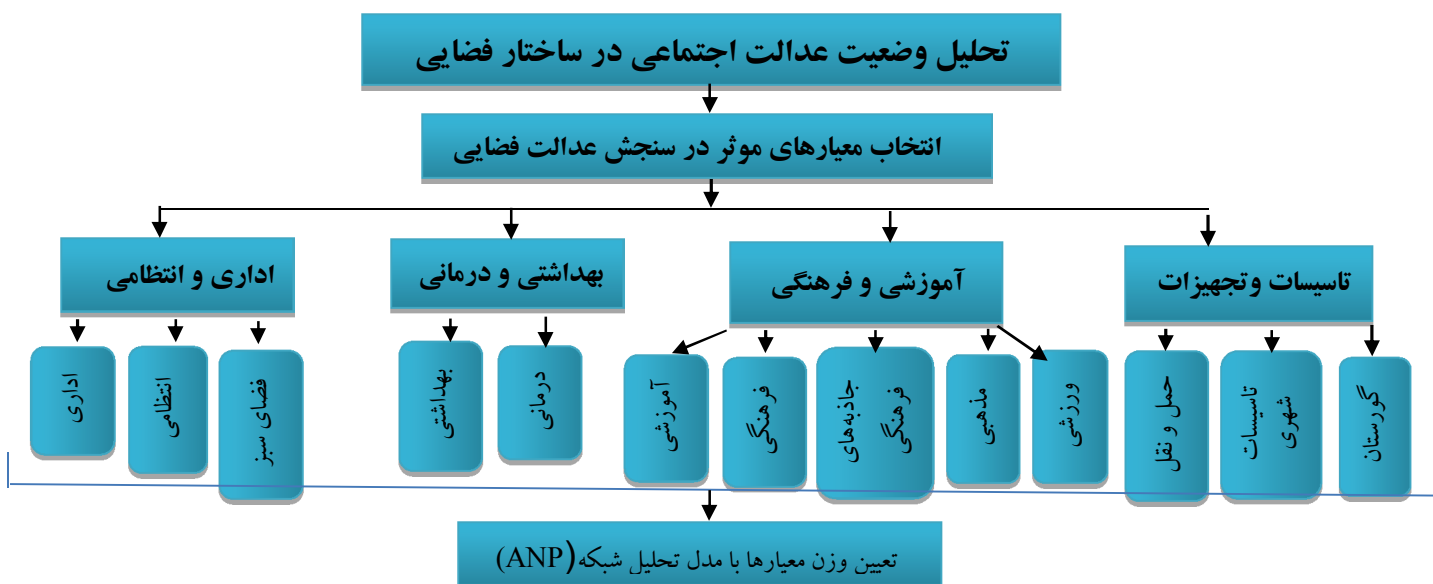 تحلیل وضعیت عدالت اجتماعی در ساختار فضایی
انتخاب معیارهای موثر در سنجش عدالت فضایی
تاسیسات وتجهیزات
آموزشی و فرهنگی
بهداشتی و درمانی
اداری و انتظامی
گورستان
تاسیسات
شهری
حمل و نقل
ورزشی
مذهبی
جاذبه‌های
فرهنگی
فرهنگی
آموزشی
درمانی
بهداشتی
فضای سبز
انتظامی
اداری
تعیین وزن معیارها با مدل تحلیل شبکه(ANP)